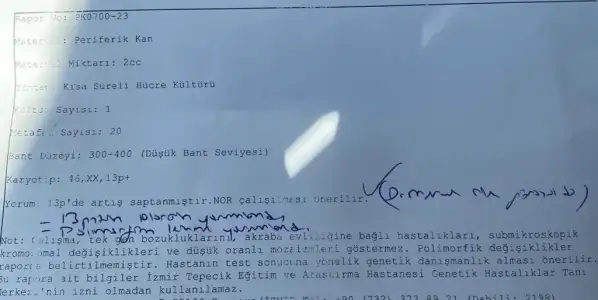 Rapor No: PK0700-23
Materyal: Periferik Kan
Materyal Miktarı: 2cc
Yöntem: Kısa Süreli Hücre Kültürü
Kültür Sayısı: 1
Metafaz Sayısı: 20
Bant Düzeyi: 300-400 (Düşük Bant Seviyesi)
Karyotip: 46,XX,13p+
Yorum: 13p'de artış saptanmıştır.NOR çalışılması önerilir.
Not: Çalışma, tek gen bozukluklarını, akraba evliliğine bağlı hastalıkları, submikroskopik
kromozomal değişiklikleri ve düşük oranlı mozaisimleri göstermez. Polimorfik değişiklikler
rapora belirtilmemiştir. Hastanın test sonucuna yönelik genetik danışmanlık alması önerilir.
Bu rapora ait bilgiler İzmir Tepecik Eğitim ve Araştırma Hastanesi Genetik Hastalıklar Tanı
Merkezi'nin izni olmadan kullanılamaz.